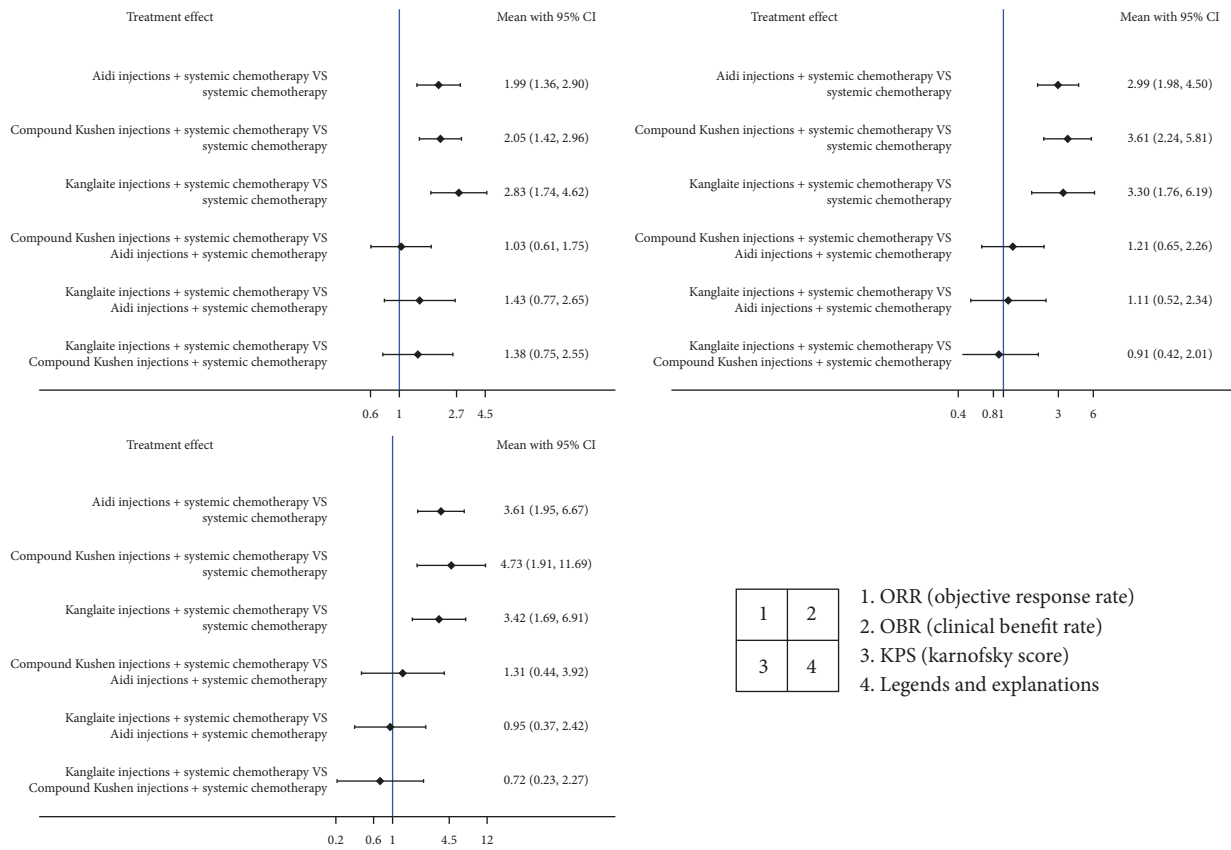 Treatment effect Mean with 95% CI
Aidi injections + systemic chemotherapy VS
systemic chemotherapy
1.99 (1.36, 2.90)
Compound Kushen injections + systemic chemotherapy VS
systemic chemotherapy
2.05 (1.42, 2.96)
Kanglaite injections + systemic chemotherapy VS
systemic chemotherapy
2.83 (1.74, 4.62)
Compound Kushen injections + systemic chemotherapy VS
Aidi injections + systemic chemotherapy
1.03 (0.61, 1.75)
Kanglaite injections + systemic chemotherapy VS
Aidi injections + systemic chemotherapy
1.43 (0.77, 2.65)
Kanglaite injections + systemic chemotherapy VS
Compound Kushen injections + systemic chemotherapy
1.38 (0.75, 2.55)
0.6 1 2.7 4.5
Treatment effect Mean with 95% CI
Aidi injections + systemic chemotherapy VS
systemic chemotherapy
2.99 (1.98, 4.50)
Compound Kushen injections + systemic chemotherapy VS
systemic chemotherapy
3.61 (2.24, 5.81)
Kanglaite injections + systemic chemotherapy VS
systemic chemotherapy
3.30 (1.76, 6.19)
Compound Kushen injections + systemic chemotherapy VS
Aidi injections + systemic chemotherapy
1.21 (0.65, 2.26)
Kanglaite injections + systemic chemotherapy VS
Aidi injections + systemic chemotherapy
1.11 (0.52, 2.34)
Kanglaite injections + systemic chemotherapy VS
Compound Kushen injections + systemic chemotherapy
0.91 (0.42, 2.01)
0.4 0.81 3 6
Treatment effect Mean with 95% CI
Aidi injections + systemic chemotherapy VS
systemic chemotherapy
3.61 (1.95, 6.67)
Compound Kushen injections + systemic chemotherapy VS
systemic chemotherapy
4.73 (1.91, 11.69)
Kanglaite injections + systemic chemotherapy VS
systemic chemotherapy
3.42 (1.69, 6.91)
Compound Kushen injections + systemic chemotherapy VS
Aidi injections + systemic chemotherapy
1.31 (0.44, 3.92)
Kanglaite injections + systemic chemotherapy VS
Aidi injections + systemic chemotherapy
0.95 (0.37, 2.42)
Kanglaite injections + systemic chemotherapy VS
Compound Kushen injections + systemic chemotherapy
0.72 (0.23, 2.27)
0.2 0.6 1 4.5 12
1 2
3 4
1. ORR (objective response rate)
2. OBR (clinical benefit rate)
3. KPS (karnofsky score)
4. Legends and explanations